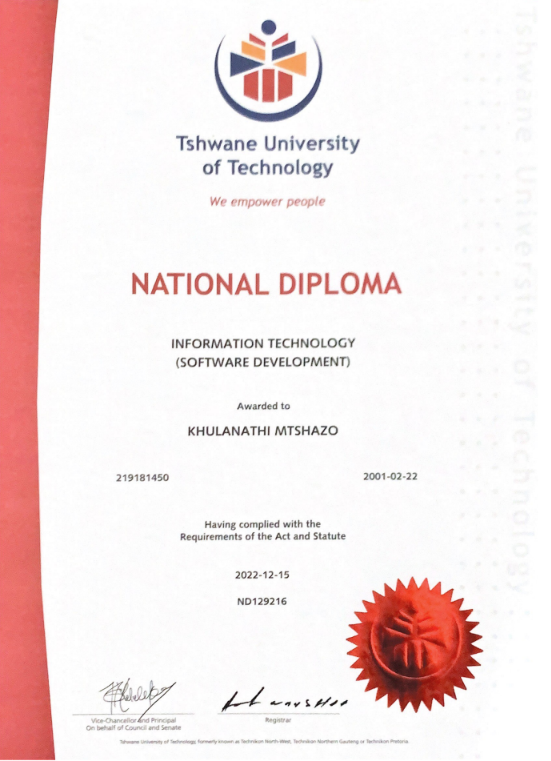 Tshwane University
of Technology
We empower people
NATIONAL DIPLOMA
INFORMATION TECHNOLOGY
(SOFTWARE DEVELOPMENT)
Awarded to
KHULANATHI MTSHAZO
219181450
2001-02-22
Having complied with the
Requirements of the Act and Statute
2022-12-15
ND129216
Vice-Chancellor and Principal
On behalf of Council and Senate
Registrar
Tshwane University of Technology, formerly known as Technikon North-West, Technikon Northern Gauteng or Technikon Pretoria.
Tshwane University of Technology